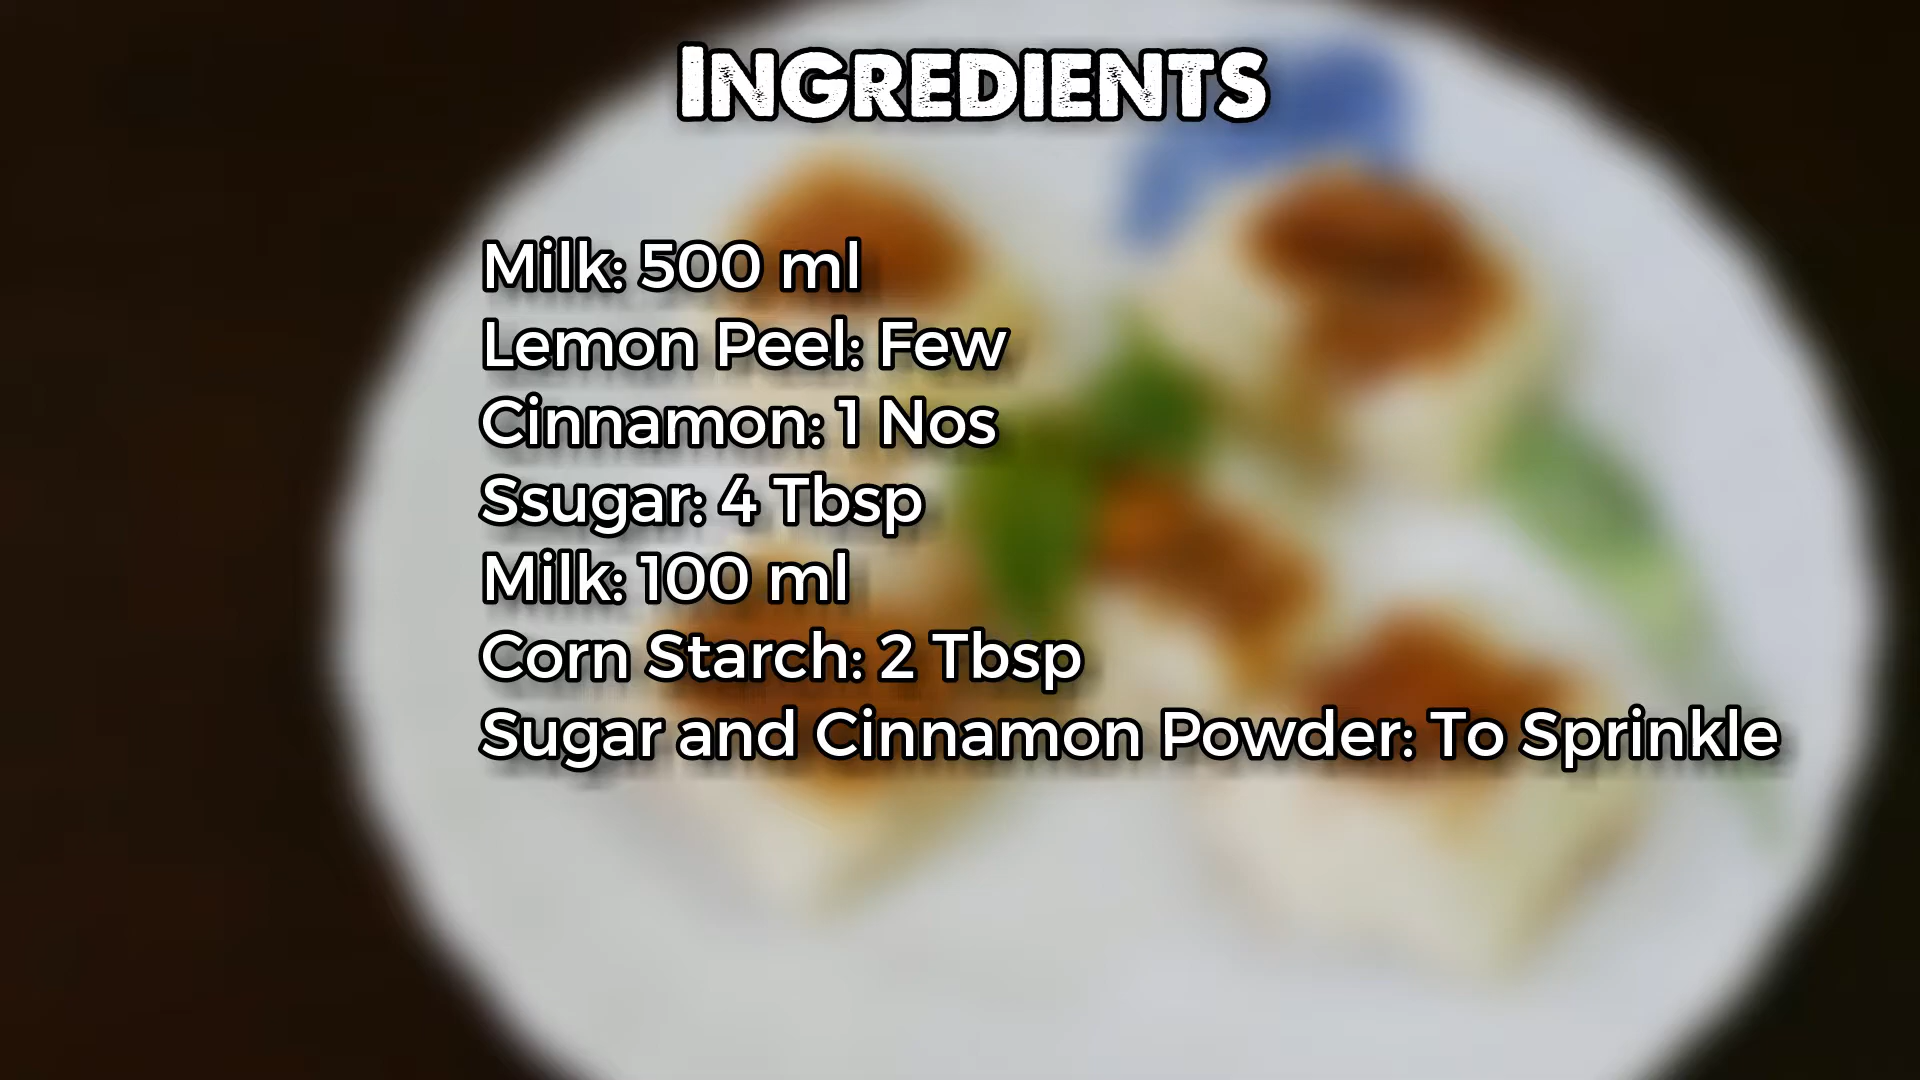 Ingredients
Milk: 500 ml
Lemon Peel: Few
Cinnamon: 1 Nos
Ssugar: 4 Tbsp
Milk: 100 ml
Corn Starch: 2 Tbsp
Sugar and Cinnamon Powder: To Sprinkle